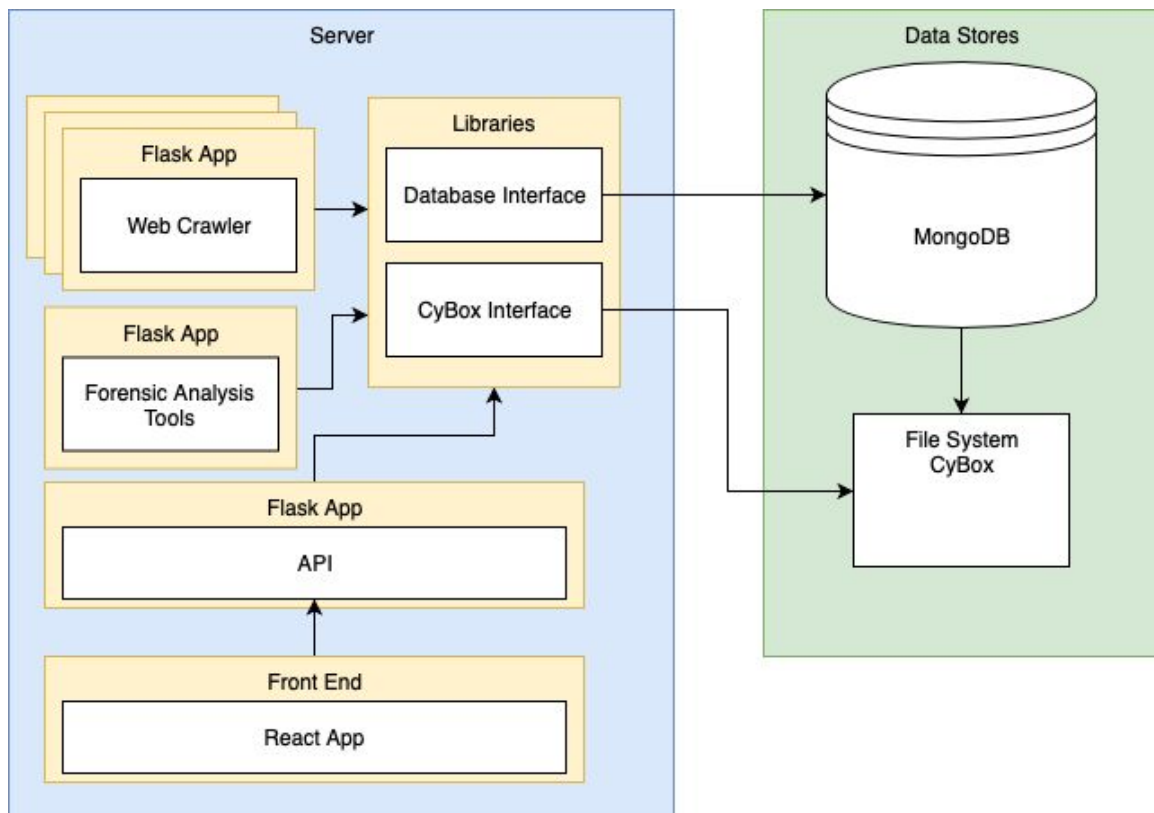 Server
Flask App
Web Crawler
Flask App
Forensic Analysis
Tools
Libraries
Database Interface
CyBox Interface
Flask App
API
Front End
React App
Data Stores
MongoDB
File System
CyBox